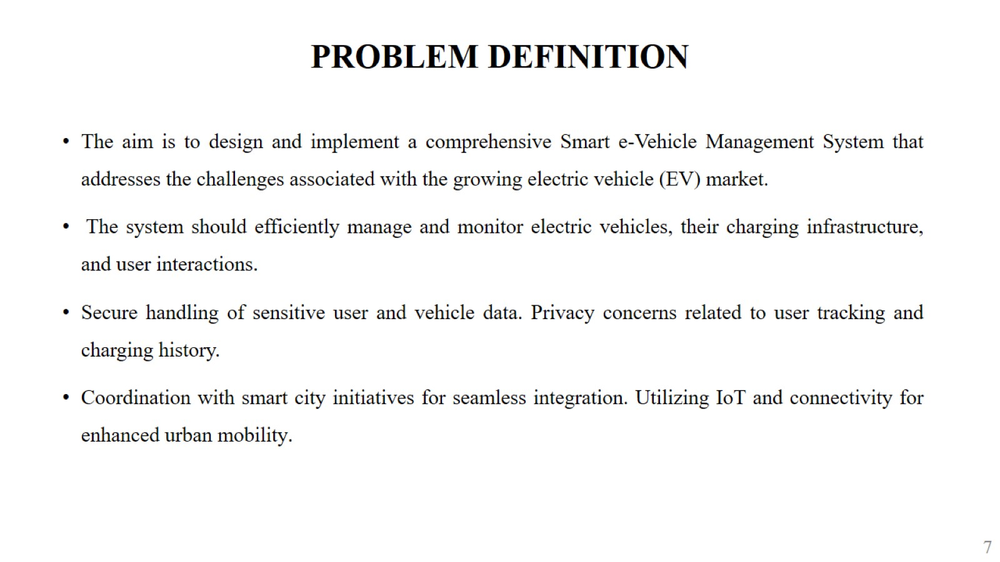 PROBLEM DEFINITION
• The aim is to design and implement a comprehensive Smart e-Vehicle Management System that
addresses the challenges associated with the growing electric vehicle (EV) market.
• The system should efficiently manage and monitor electric vehicles, their charging infrastructure,
and user interactions.
• Secure handling of sensitive user and vehicle data. Privacy concerns related to user tracking and
charging history.
• Coordination with smart city initiatives for seamless integration. Utilizing IoT and connectivity for
enhanced urban mobility.
7